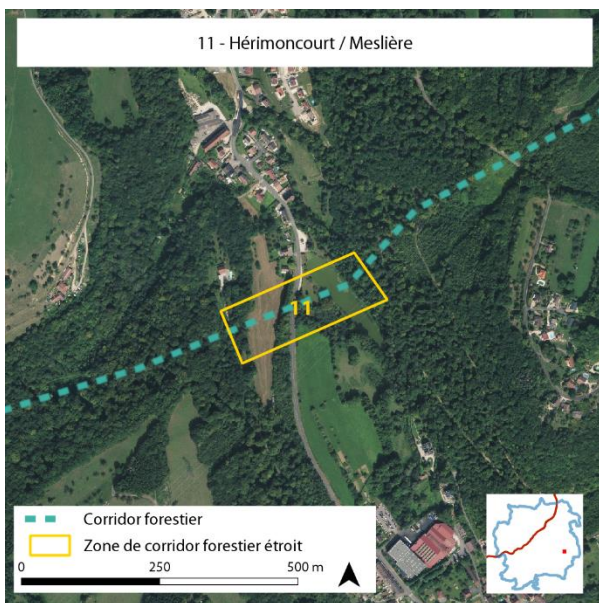 11 - Hérimoncourt / Meslière
11
Corridor forestier
Zone de corridor forestier étroit
0 250 500 m